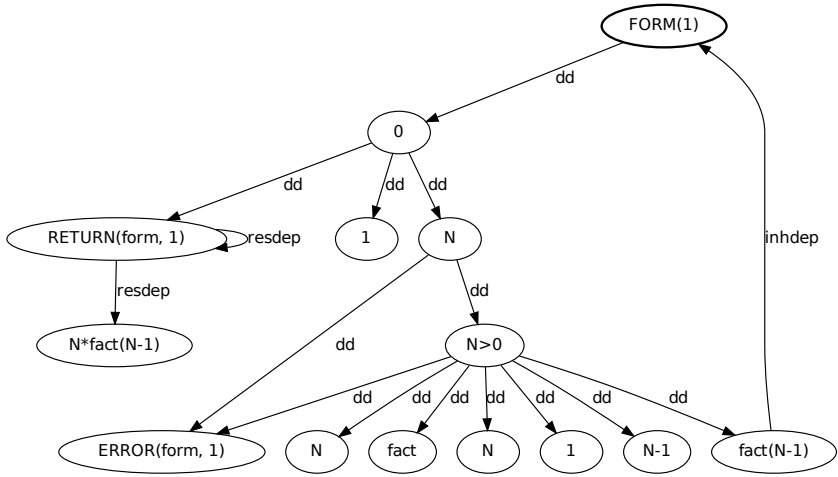 FORM(1)
dd
0
dd
dd
dd
RETURN(form, 1)
resdep
1
N
inhdep
resdep
dd
N*fact(N-1)
dd
N>0
dd
dd
dd
dd
dd
dd
dd
ERROR(form, 1)
N
fact
N
1
N-1
fact(N-1)